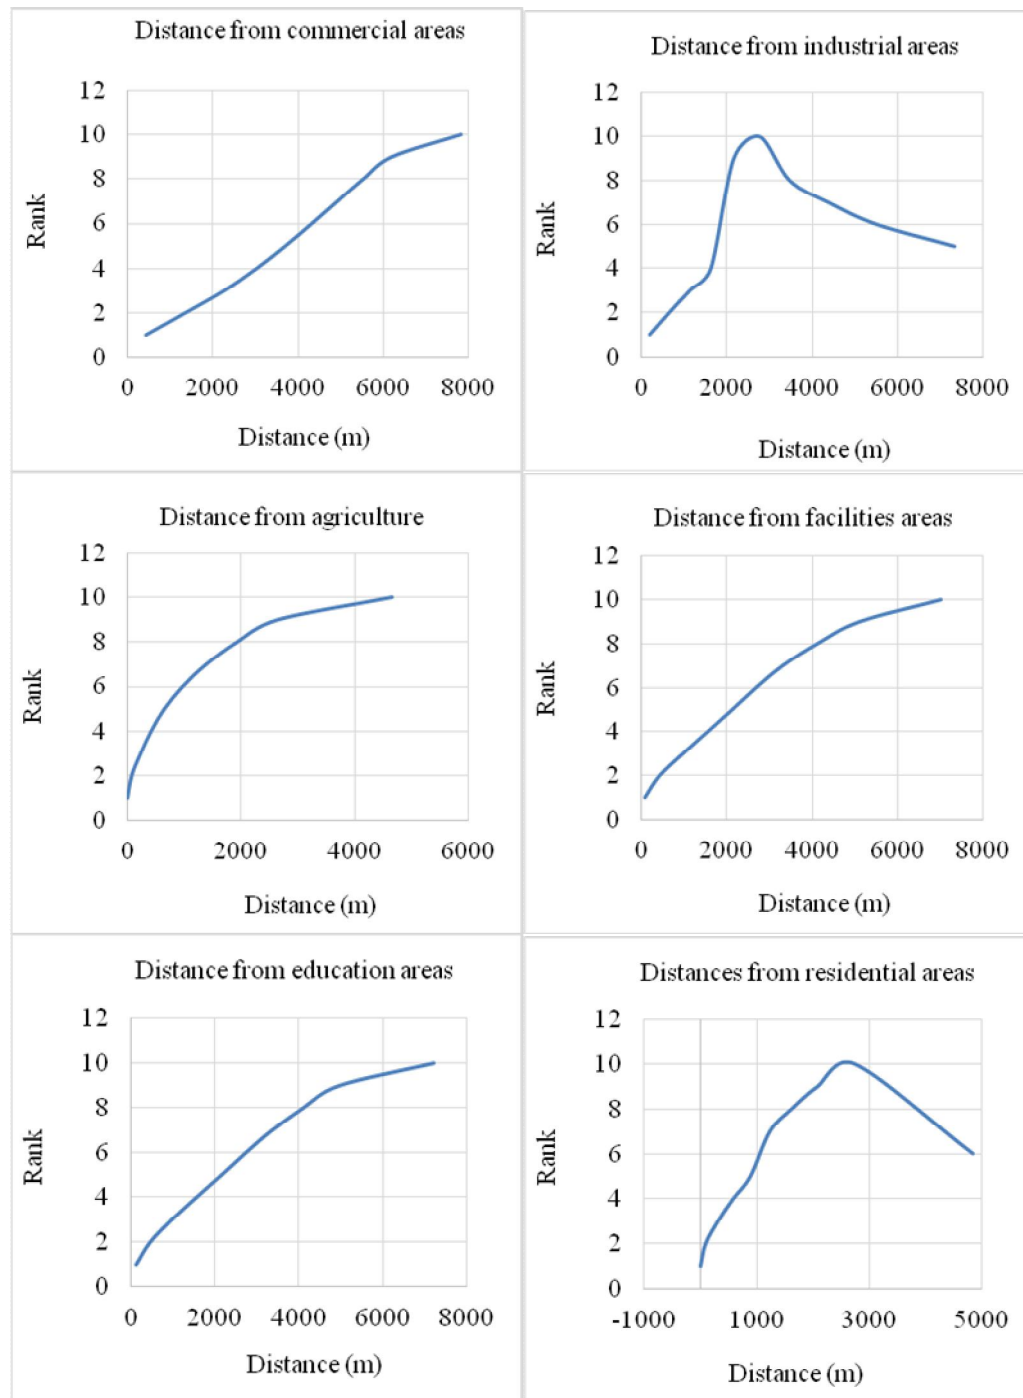 Distance from commercial areas
12
10
8
6
4
2
0
Rank
0 2000 4000 6000 8000
Distance (m)
Distance from industrial areas
12
10
8
6
4
2
0
Rank
0 2000 4000 6000 8000
Distance (m)
Distance from agriculture
12
10
8
6
4
2
0
Rank
0 2000 4000 6000
Distance (m)
Distance from facilities areas
12
10
8
6
4
2
0
Rank
0 2000 4000 6000 8000
Distance (m)
Distance from education areas
12
10
8
6
4
2
0
Rank
0 2000 4000 6000 8000
Distance (m)
Distances from residential areas
12
10
8
6
4
2
0
Rank
-1000 1000 3000 5000
Distance (m)